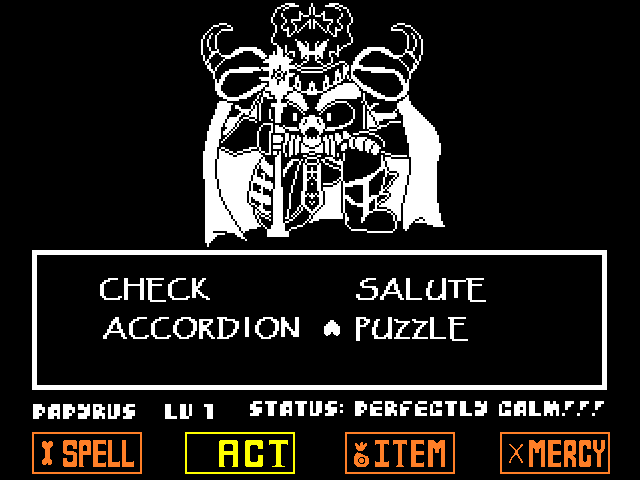 CHECK SALUTE
ACCORDION PUZZLE
PAPYRUS LV 1 STATUS: PERFECTLY CALM!!!
SPELL ACT ITEM MERCY